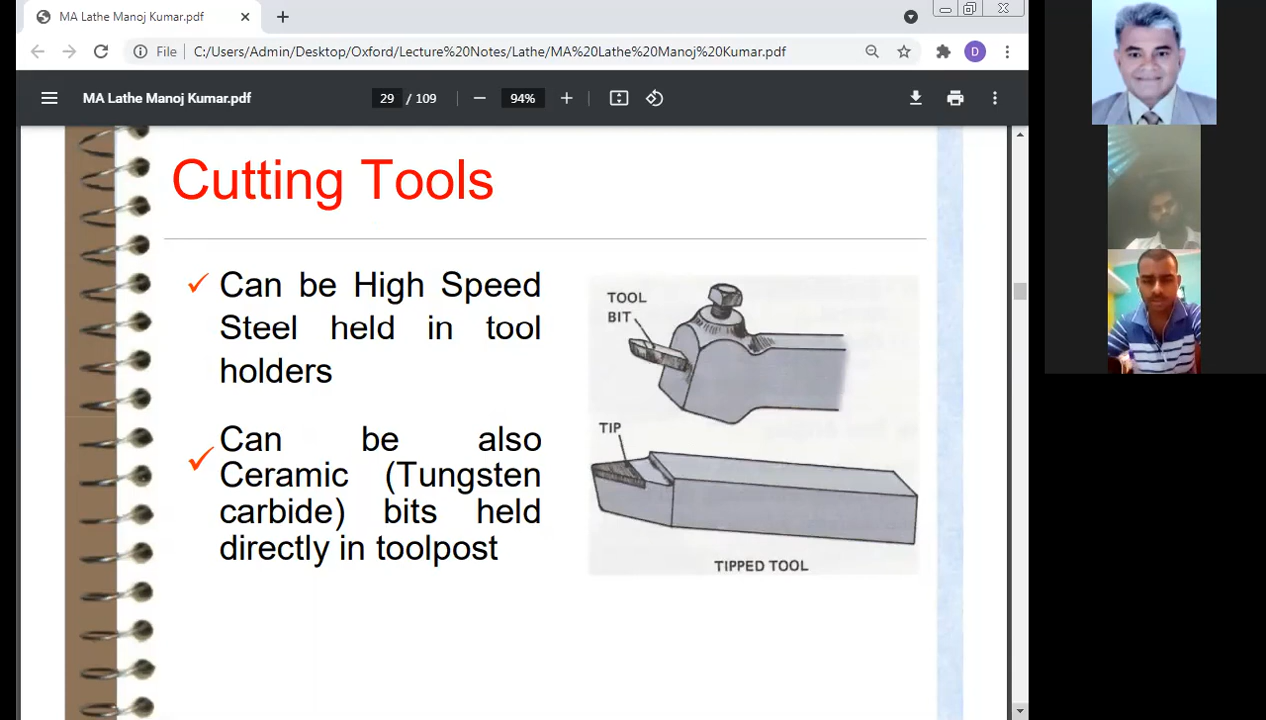 MA Lathe Manoj Kumar.pdf
File
C:/Users/Admin/Desktop/Oxford/Lecture%20Notes/Lathe/MA%20Lathe%20Manoj%20Kumar.pdf
D
MA Lathe Manoj Kumar.pdf
29 / 109
94%
Cutting Tools
Can be High Speed
Steel held in tool
holders
Can be also
Ceramic (Tungsten
carbide) bits held
directly in toolpost
TOOL
BIT
TIP
TIPPED TOOL